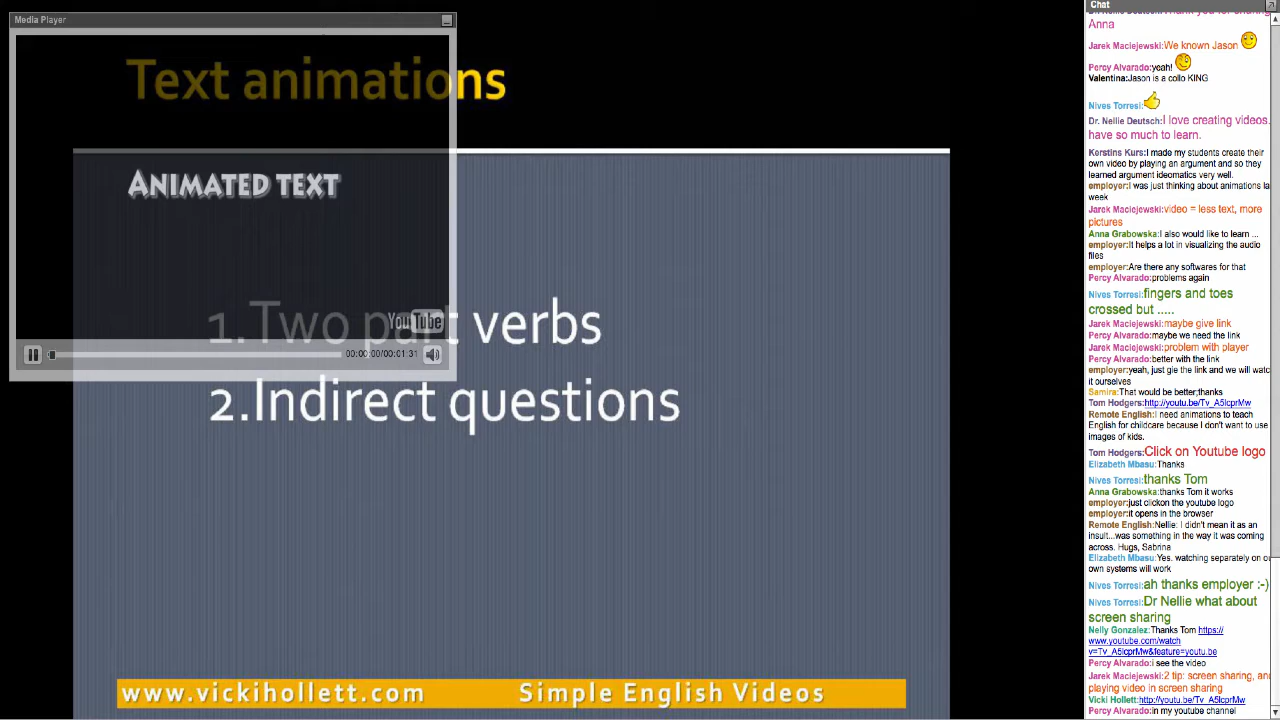 Media Player
Text animations
ANIMATED TEXT
1.Two part verbs
YouTube
00:00:00/00:01:31
2.Indirect questions
www.vickihollett.com
Simple English Videos
Chat
Anna
Jarek Maciejewski:We known Jason
Percy Alvarado:yeah!
Valentina:Jason is a collo KING
Nives Torresi:
Dr. Nellie Deutsch:I love creating videos.
have so much to learn.
Kerstins Kurs:I made my students create their
own video by playing an argument and so they
learned argument ideomatics very well.
employer:I was just thinking about animations la
week
Jarek Maciejewski:video = less text, more
pictures
Anna Grabowska:I also would like to learn ...
employer:It helps a lot in visualizing the audio
files
employer:Are there any softwares for that
Percy Alvarado:problems again
Nives Torresi:fingers and toes
crossed but .....
Jarek Maciejewski:maybe give link
Percy Alvarado:maybe we need the link
Jarek Maciejewski:problem with player
Percy Alvarado:better with the link
employer:yeah, just gie the link and we will watc
it ourselves
Samira:That would be better;thanks
Tom Hodgers:http://youtu.be/Tv_A5lcprMw
Remote English:I need animations to teach
English for childcare because I don't want to use
images of kids.
Tom Hodgers:Click on Youtube logo
Elizabeth Mbasu:Thanks
Nives Torresi:thanks Tom
Anna Grabowska:thanks Tom it works
employer:just clickon the youtube logo
employer:it opens in the browser
Remote English:Nellie: I didn't mean it as an
insult...was something in the way it was coming
across. Hugs, Sabrina
Elizabeth Mbasu:Yes. watching separately on o
own systems will work
Nives Torresi:ah thanks employer :-)
Nives Torresi:Dr Nellie what about
screen sharing
Nelly Gonzalez:Thanks Tom https://
www.youtube.com/watch
v=Tv_A5lcprMw&feature=youtu.be
Percy Alvarado:i see the video
Jarek Maciejewski:2 tip: screen sharing, and
playing video in screen sharing
Vicki Hollett:http://youtu.be/Tv_A5lcprMw
Percy Alvarado:in my youtube channel